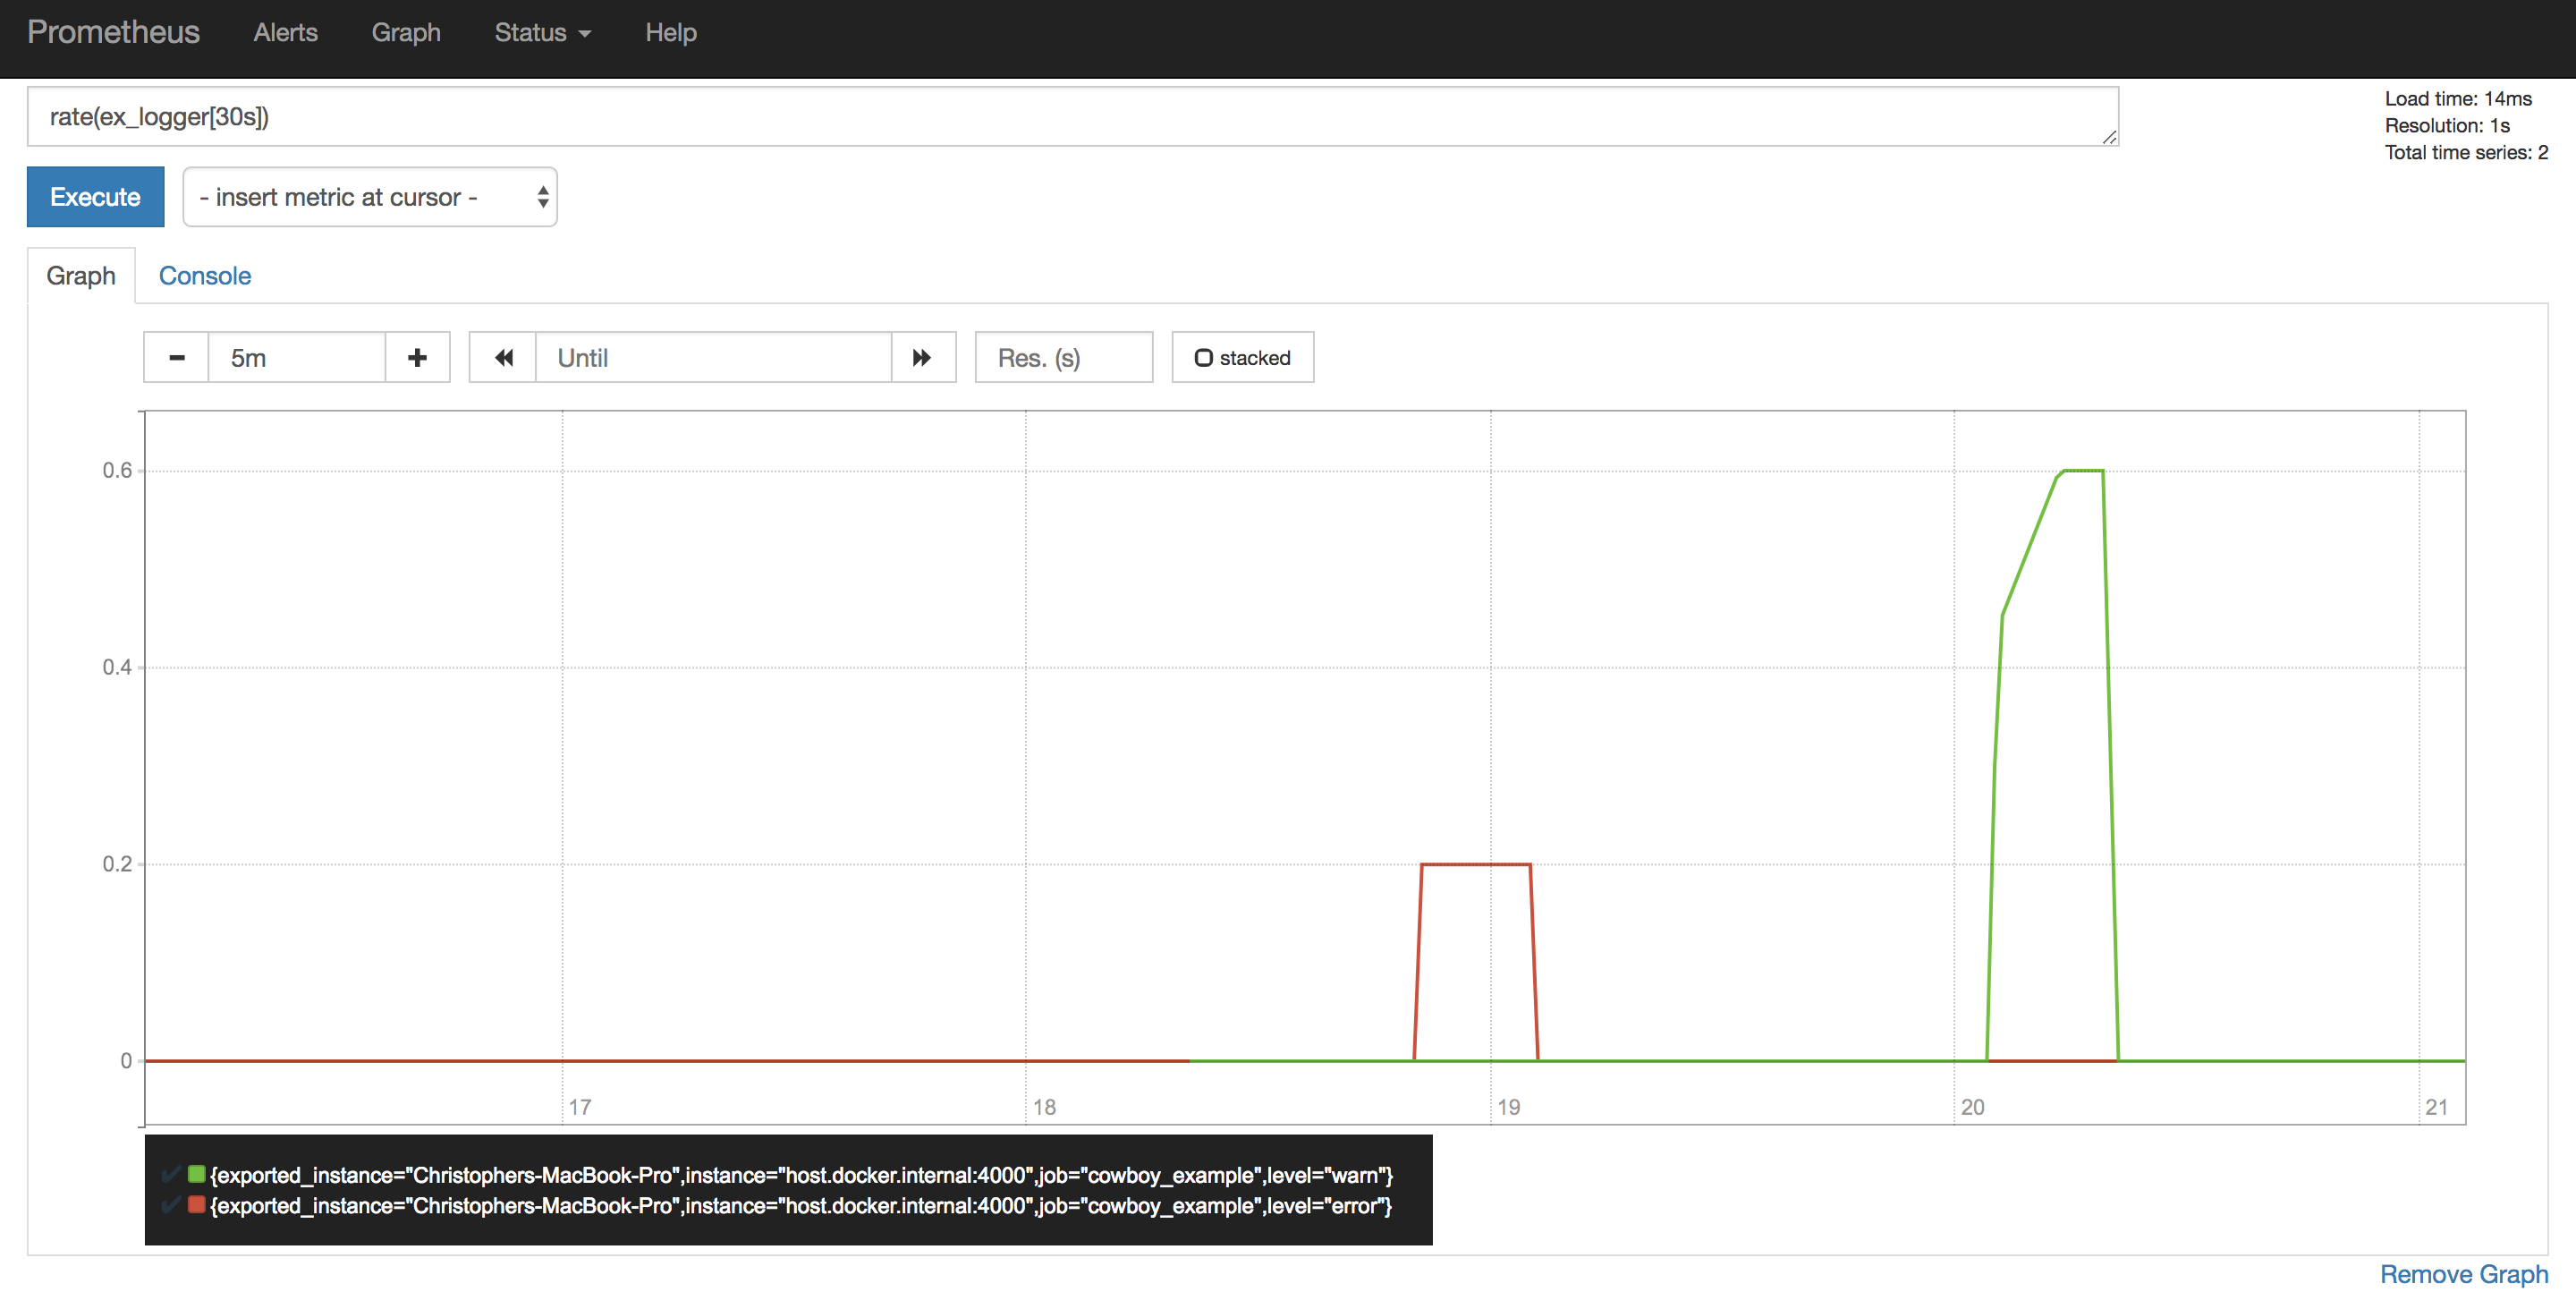 Prometheus Alerts Graph Status Help
rate(ex_logger[30s])
Load time: 14ms
Resolution: 1s
Total time series: 2
Execute - insert metric at cursor -
Graph Console
5m Until Res. (s) stacked
0.6
0.4
0.2
0
17 18 19 20 21
{exported_instance="Christophers-MacBook-Pro",instance="host.docker.internal:4000",job="cowboy_example",level="warn"}
{exported_instance="Christophers-MacBook-Pro",instance="host.docker.internal:4000",job="cowboy_example",level="error"}
Remove Graph